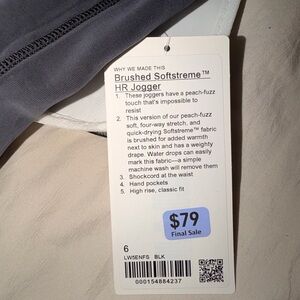 WHY WE MADE THIS
Brushed Softstreme™
HR Jogger
1. These joggers have a peach-fuzz
touch that's impossible to
resist
2. This version of our peach-fuzz
soft, four-way stretch, and
quick-drying Softstreme™ fabric
is brushed for added warmth
next to skin and has a weighty
drape. Water drops can easily
mark this fabric—a simple
machine wash will remove them
3. Shockcord at the waist
4. Hand pockets
5. High rise, classic fit
$79
Final Sale
6
LW5ENFS BLK
000154884237